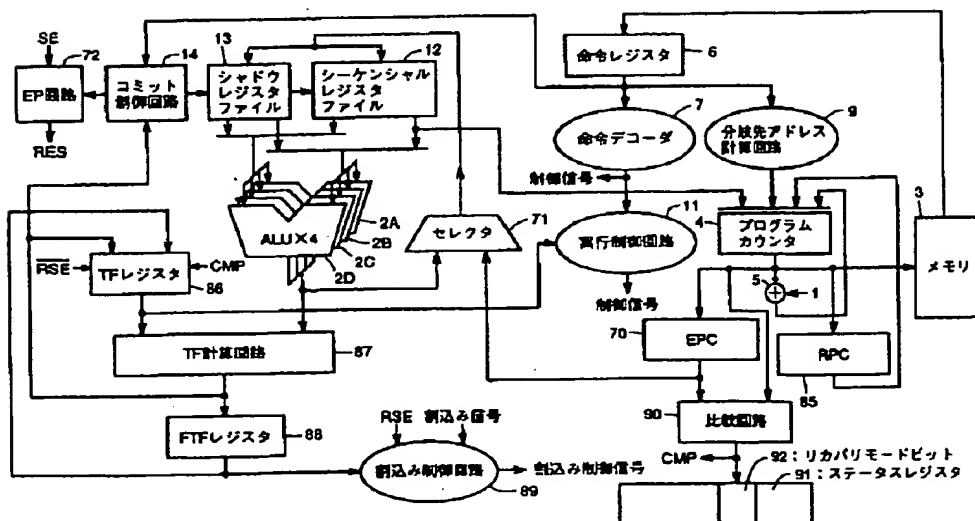 SE
72
EP回路
RES
14
コミット
制御回路
13
シャドウ
レジスタ
ファイル
12
シーケンシャル
レジスタ
ファイル
命令レジスタ
6
命令デコーダ
7
分岐先アドレス
計算回路
9
制御信号
実行制御回路
11
制御信号
4
プログラム
カウンタ
3
メモリ
5
1
ALU×4
2A
2B
2C
2D
セレクタ
71
RSE
TFレジスタ
CMP
86
TF計算回路
87
FTFレジスタ
88
RSE 割込み信号
割込み制御回路
89
割込み制御信号
70
EPC
RPC
85
90
比較回路
CMP
92:リカバリモードビット
91:ステータスレジスタ